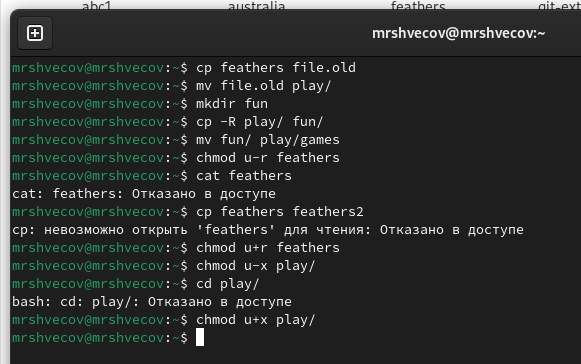 abc1 australia feathers git-ext
mrshvecov@mrshvecov:~
mrshvecov@mrshvecov:~$ cp feathers file.old
mrshvecov@mrshvecov:~$ mv file.old play/
mrshvecov@mrshvecov:~$ mkdir fun
mrshvecov@mrshvecov:~$ cp -R play/ fun/
mrshvecov@mrshvecov:~$ mv fun/ play/games
mrshvecov@mrshvecov:~$ chmod u-r feathers
mrshvecov@mrshvecov:~$ cat feathers
cat: feathers: Отказано в доступе
mrshvecov@mrshvecov:~$ cp feathers feathers2
cp: невозможно открыть 'feathers' для чтения: Отказано в доступе
mrshvecov@mrshvecov:~$ chmod u+r feathers
mrshvecov@mrshvecov:~$ chmod u-x play/
mrshvecov@mrshvecov:~$ cd play/
bash: cd: play/: Отказано в доступе
mrshvecov@mrshvecov:~$ chmod u+x play/
mrshvecov@mrshvecov:~$